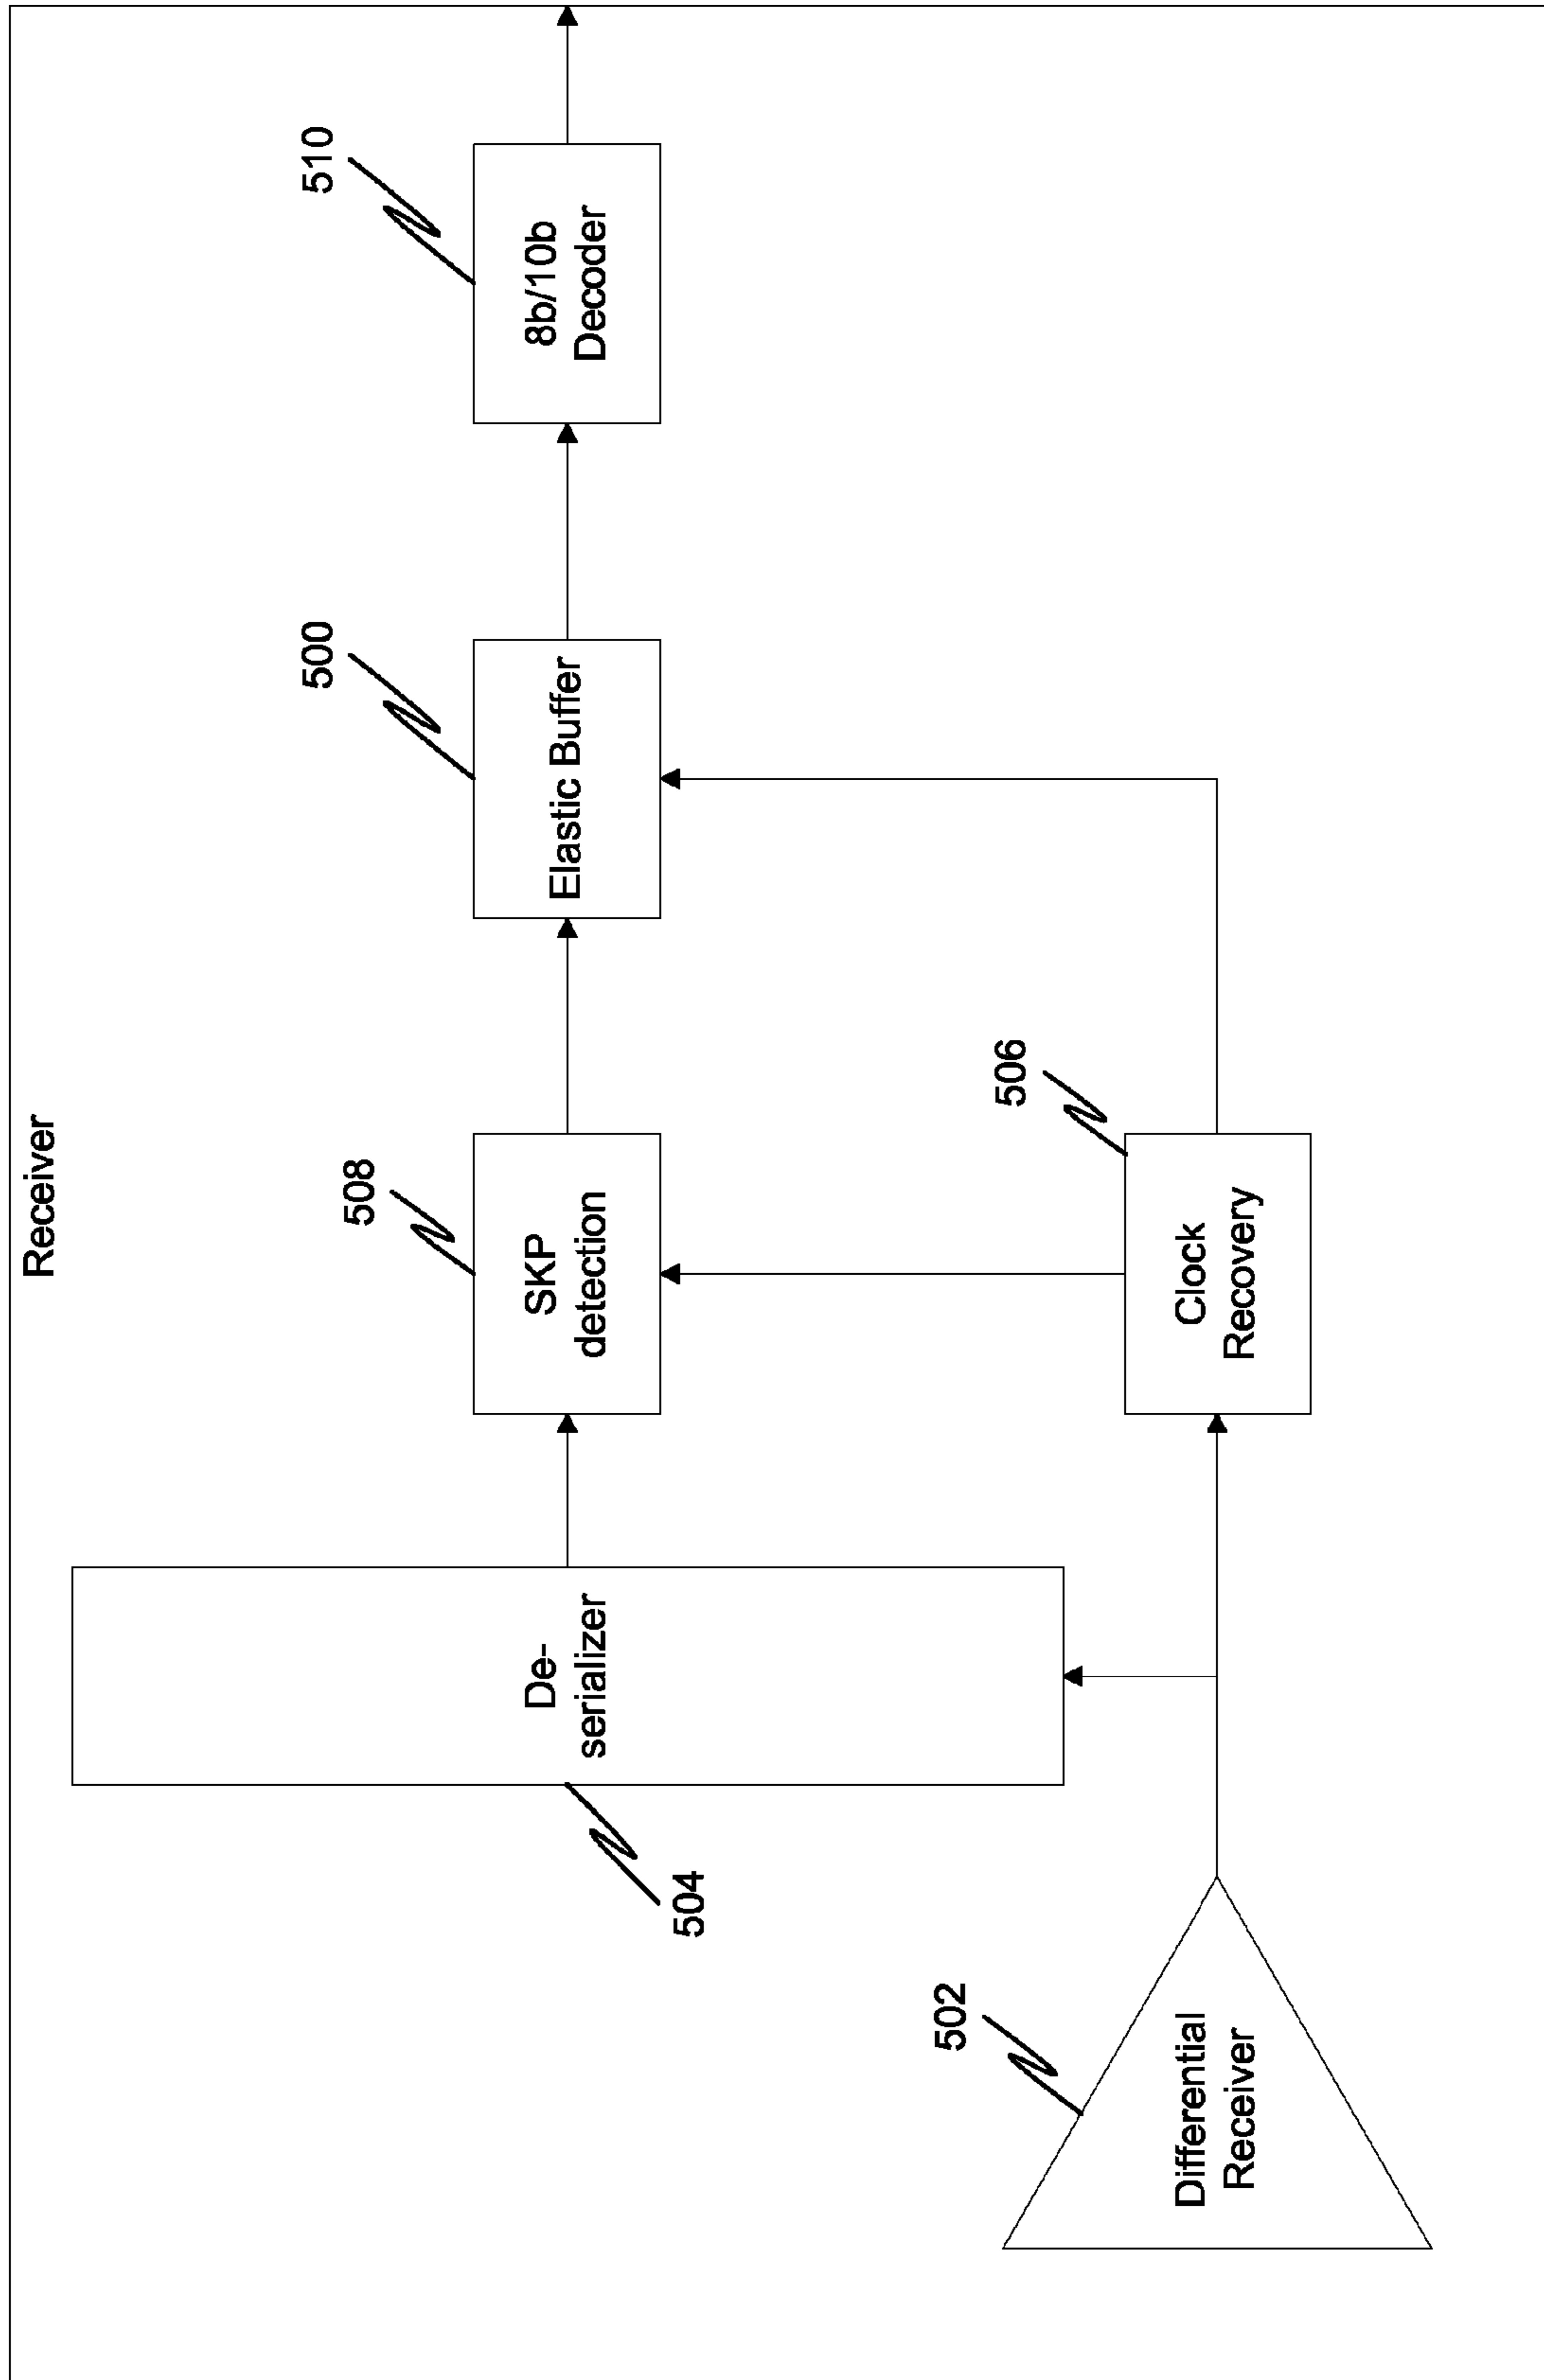 Receiver
504
De-
serializer
508
SKP
detection
500
Elastic Buffer
510
8b/10b
Decoder
502
Differential
Receiver
506
Clock
Recovery